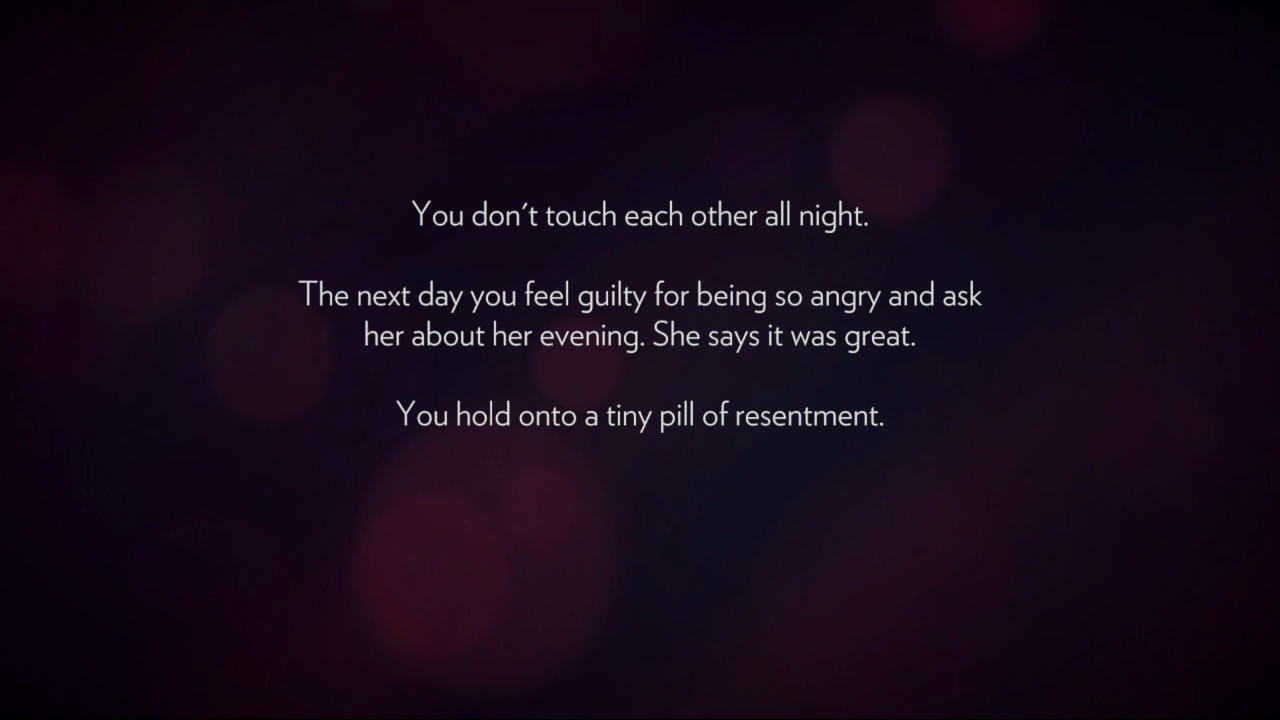 You don't touch each other all night.
The next day you feel guilty for being so angry and ask
her about her evening. She says it was great.
You hold onto a tiny pill of resentment.